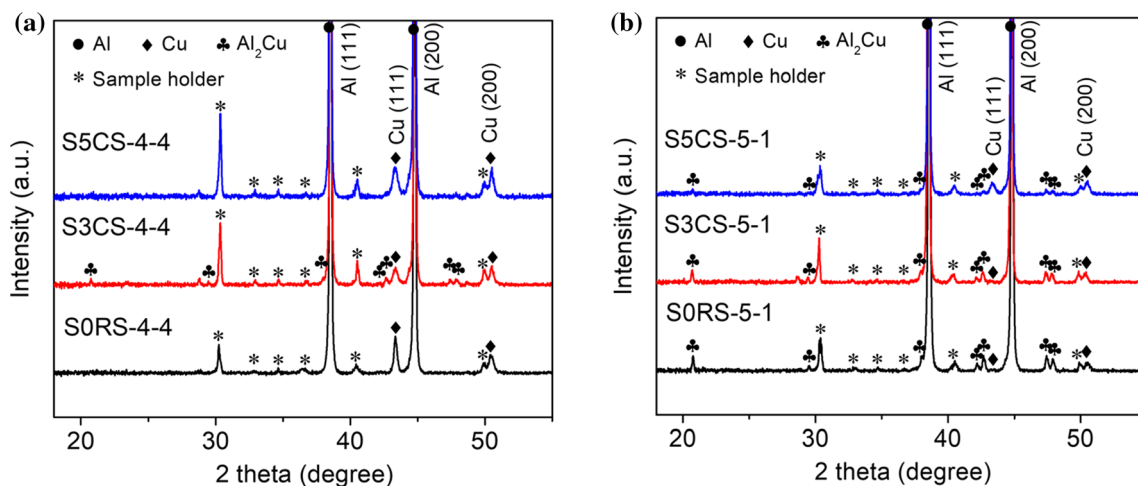 (a)
● Al ♦ Cu ♣ Al₂Cu
* Sample holder
Al (111)
Cu (111)
Al (200)
Cu (200)
S5CS-4-4
S3CS-4-4
S0RS-4-4
Intensity (a.u.)
20 30 40 50
2 theta (degree)
(b)
● Al ♦ Cu ♣ Al₂Cu
* Sample holder
Al (111)
Cu (111)
Al (200)
Cu (200)
S5CS-5-1
S3CS-5-1
S0RS-5-1
Intensity (a.u.)
20 30 40 50
2 theta (degree)